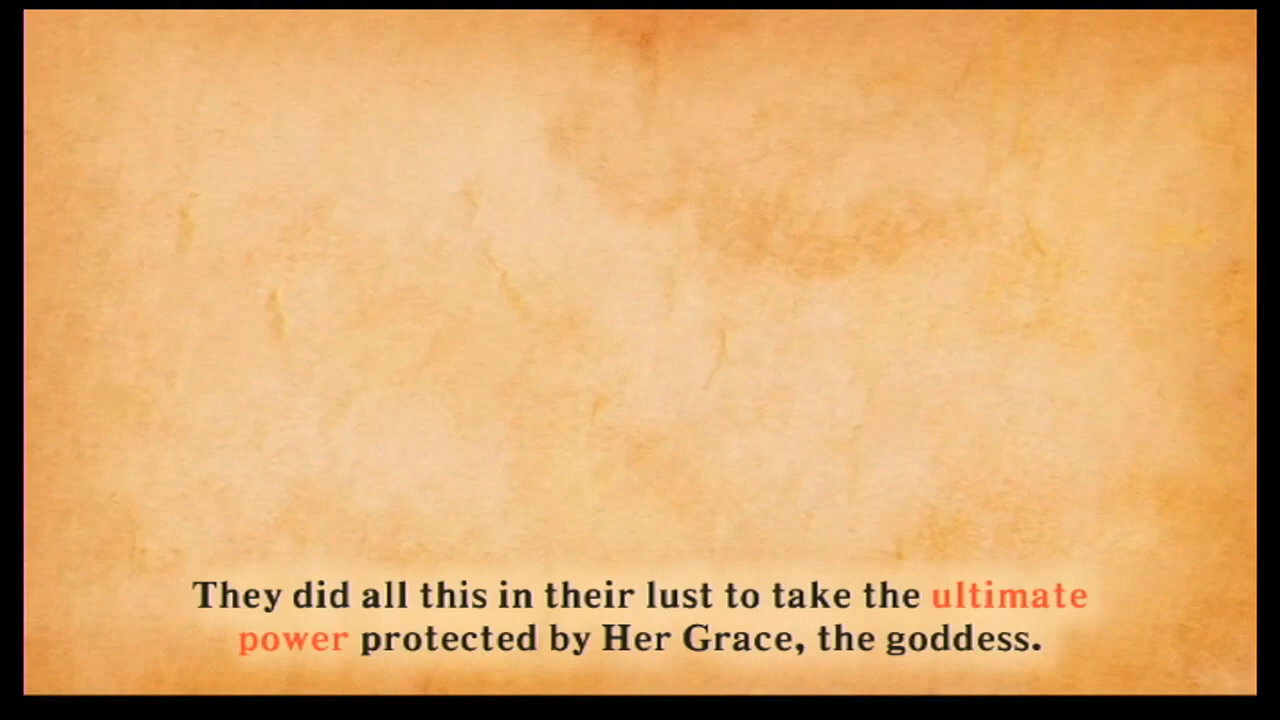 They did all this in their lust to take the ultimate
power protected by Her Grace, the goddess.